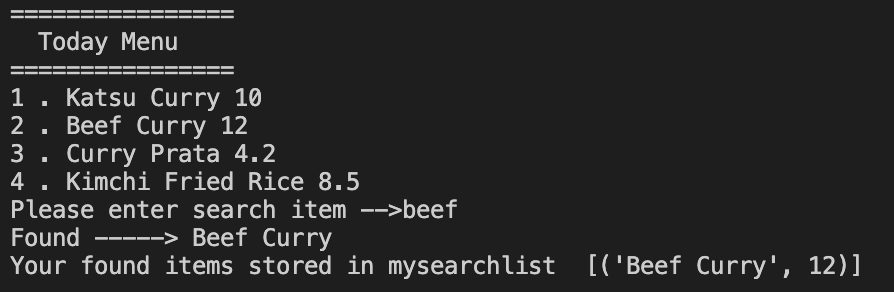 ================
  Today Menu
================
1 . Katsu Curry 10
2 . Beef Curry 12
3 . Curry Prata 4.2
4 . Kimchi Fried Rice 8.5
Please enter search item -->beef
Found -----> Beef Curry
Your found items stored in mysearchlist  [('Beef Curry', 12)]